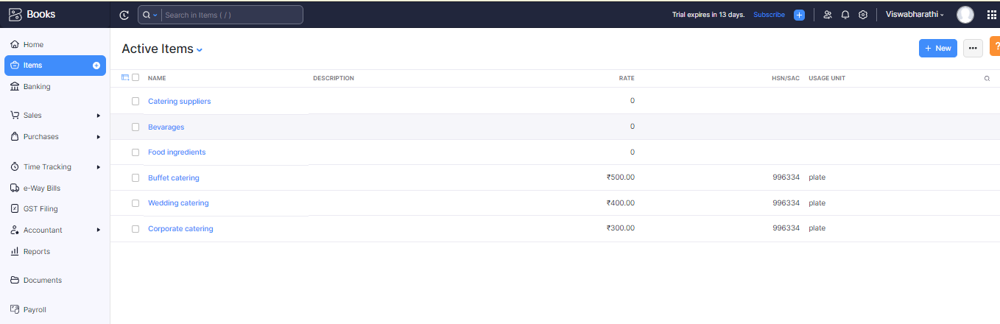 Books
Search in Items ( / )
Trial expires in 13 days. Subscribe
Viswabharathi
Home
Items
Banking
Sales
Purchases
Time Tracking
e-Way Bills
GST Filing
Accountant
Reports
Documents
Payroll
Active Items
+ New
?
NAME DESCRIPTION RATE HSN/SAC USAGE UNIT
Catering suppliers 0
Bevarages 0
Food ingredients 0
Buffet catering ₹500.00 996334 plate
Wedding catering ₹400.00 996334 plate
Corporate catering ₹300.00 996334 plate